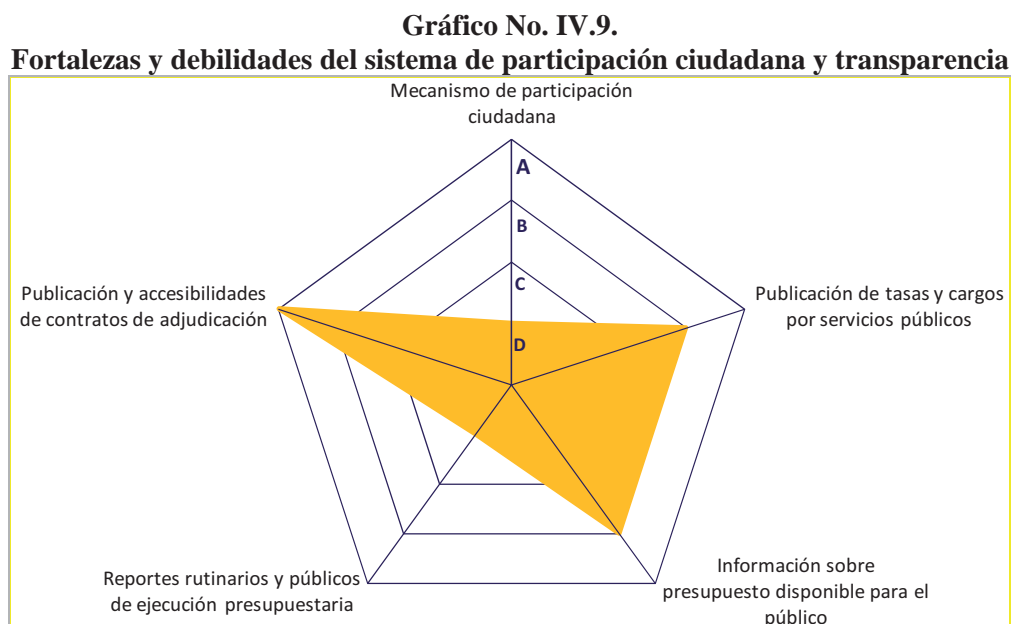 Gráfico No. IV.9.
Fortalezas y debilidades del sistema de participación ciudadana y transparencia
Mecanismo de participación
ciudadana
A
B
C
D
Publicación y accesibilidades
de contratos de adjudicación
Publicación de tasas y cargos
por servicios públicos
Reportes rutinarios y públicos
de ejecución presupuestaria
Información sobre
presupuesto disponible para el
público